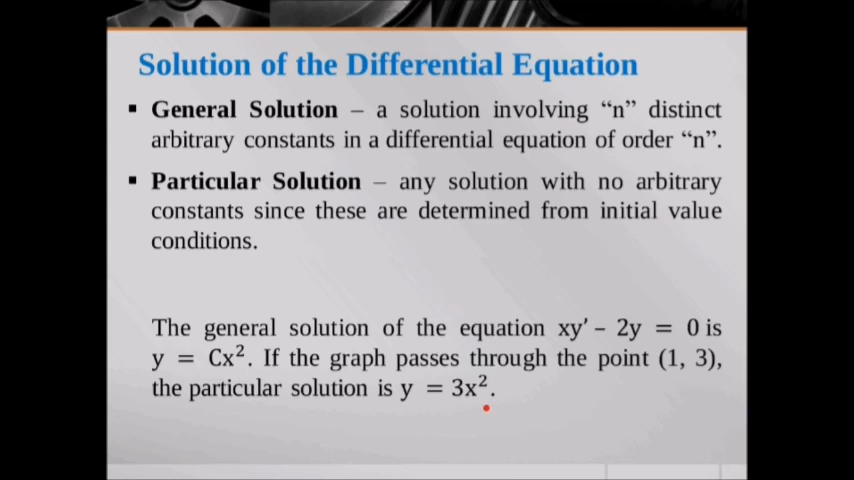 Solution of the Differential Equation
▪ General Solution – a solution involving “n” distinct
arbitrary constants in a differential equation of order “n”.
▪ Particular Solution – any solution with no arbitrary
constants since these are determined from initial value
conditions.
The general solution of the equation xy′ – 2y = 0 is
y = Cx². If the graph passes through the point (1, 3),
the particular solution is y = 3x².